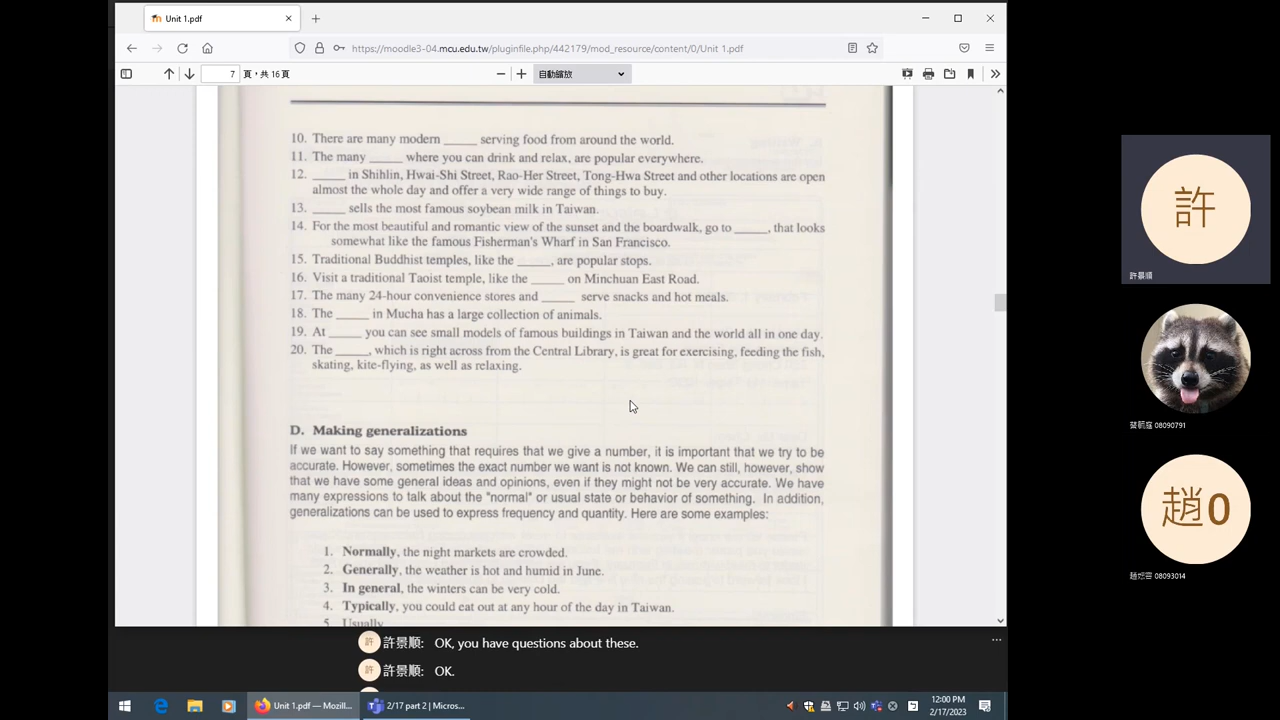 Unit 1.pdf
https://moodle3-04.mcu.edu.tw/pluginfile.php/442179/mod_resource/content/0/Unit 1.pdf
7 頁，共 16 頁
自動縮放
10. There are many modern _____ serving food from around the world.
11. The many _____ where you can drink and relax, are popular everywhere.
12. _____ in Shihlin, Hwai-Shi Street, Rao-Her Street, Tong-Hwa Street and other locations are open
almost the whole day and offer a very wide range of things to buy.
13. _____ sells the most famous soybean milk in Taiwan.
14. For the most beautiful and romantic view of the sunset and the boardwalk, go to _____, that looks
somewhat like the famous Fisherman's Wharf in San Francisco.
15. Traditional Buddhist temples, like the _____, are popular stops.
16. Visit a traditional Taoist temple, like the _____ on Minchuan East Road.
17. The many 24-hour convenience stores and _____ serve snacks and hot meals.
18. The _____ in Mucha has a large collection of animals.
19. At _____ you can see small models of famous buildings in Taiwan and the world all in one day.
20. The _____, which is right across from the Central Library, is great for exercising, feeding the fish,
skating, kite-flying, as well as relaxing.
D. Making generalizations
If we want to say something that requires that we give a number, it is important that we try to be
accurate. However, sometimes the exact number we want is not known. We can still, however, show
that we have some general ideas and opinions, even if they might not be very accurate. We have
many expressions to talk about the "normal" or usual state or behavior of something. In addition,
generalizations can be used to express frequency and quantity. Here are some examples:
1. Normally, the night markets are crowded.
2. Generally, the weather is hot and humid in June.
3. In general, the winters can be very cold.
4. Typically, you could eat out at any hour of the day in Taiwan.
5. Usually
許 許景順: OK, you have questions about these.
許 許景順: OK.
Unit 1.pdf — Mozill...
2/17 part 2 | Micros...
12:00 PM
2/17/2023
許
許景順
08090791
趙0
08093014